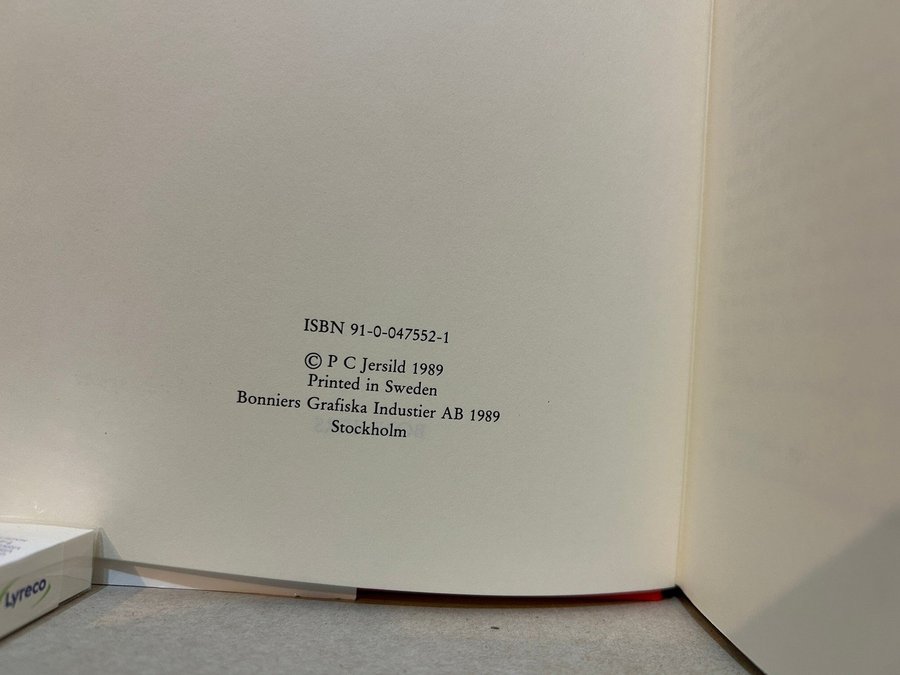 ISBN 91-0-047552-1
© P C Jersild 1989
Printed in Sweden
Bonniers Grafiska Industier AB 1989
Stockholm
Lyreco